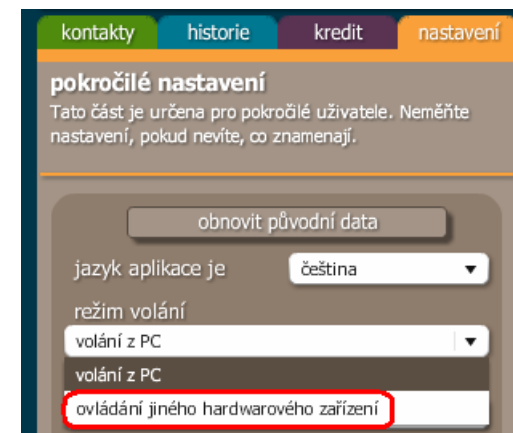 kontakty historie kredit nastavení
pokročilé nastavení
Tato část je určena pro pokročilé uživatele. Neměňte
nastavení, pokud nevíte, co znamenají.
obnovit původní data
jazyk aplikace je čeština
režim volání
volání z PC
volání z PC
ovládání jiného hardwarového zařízení